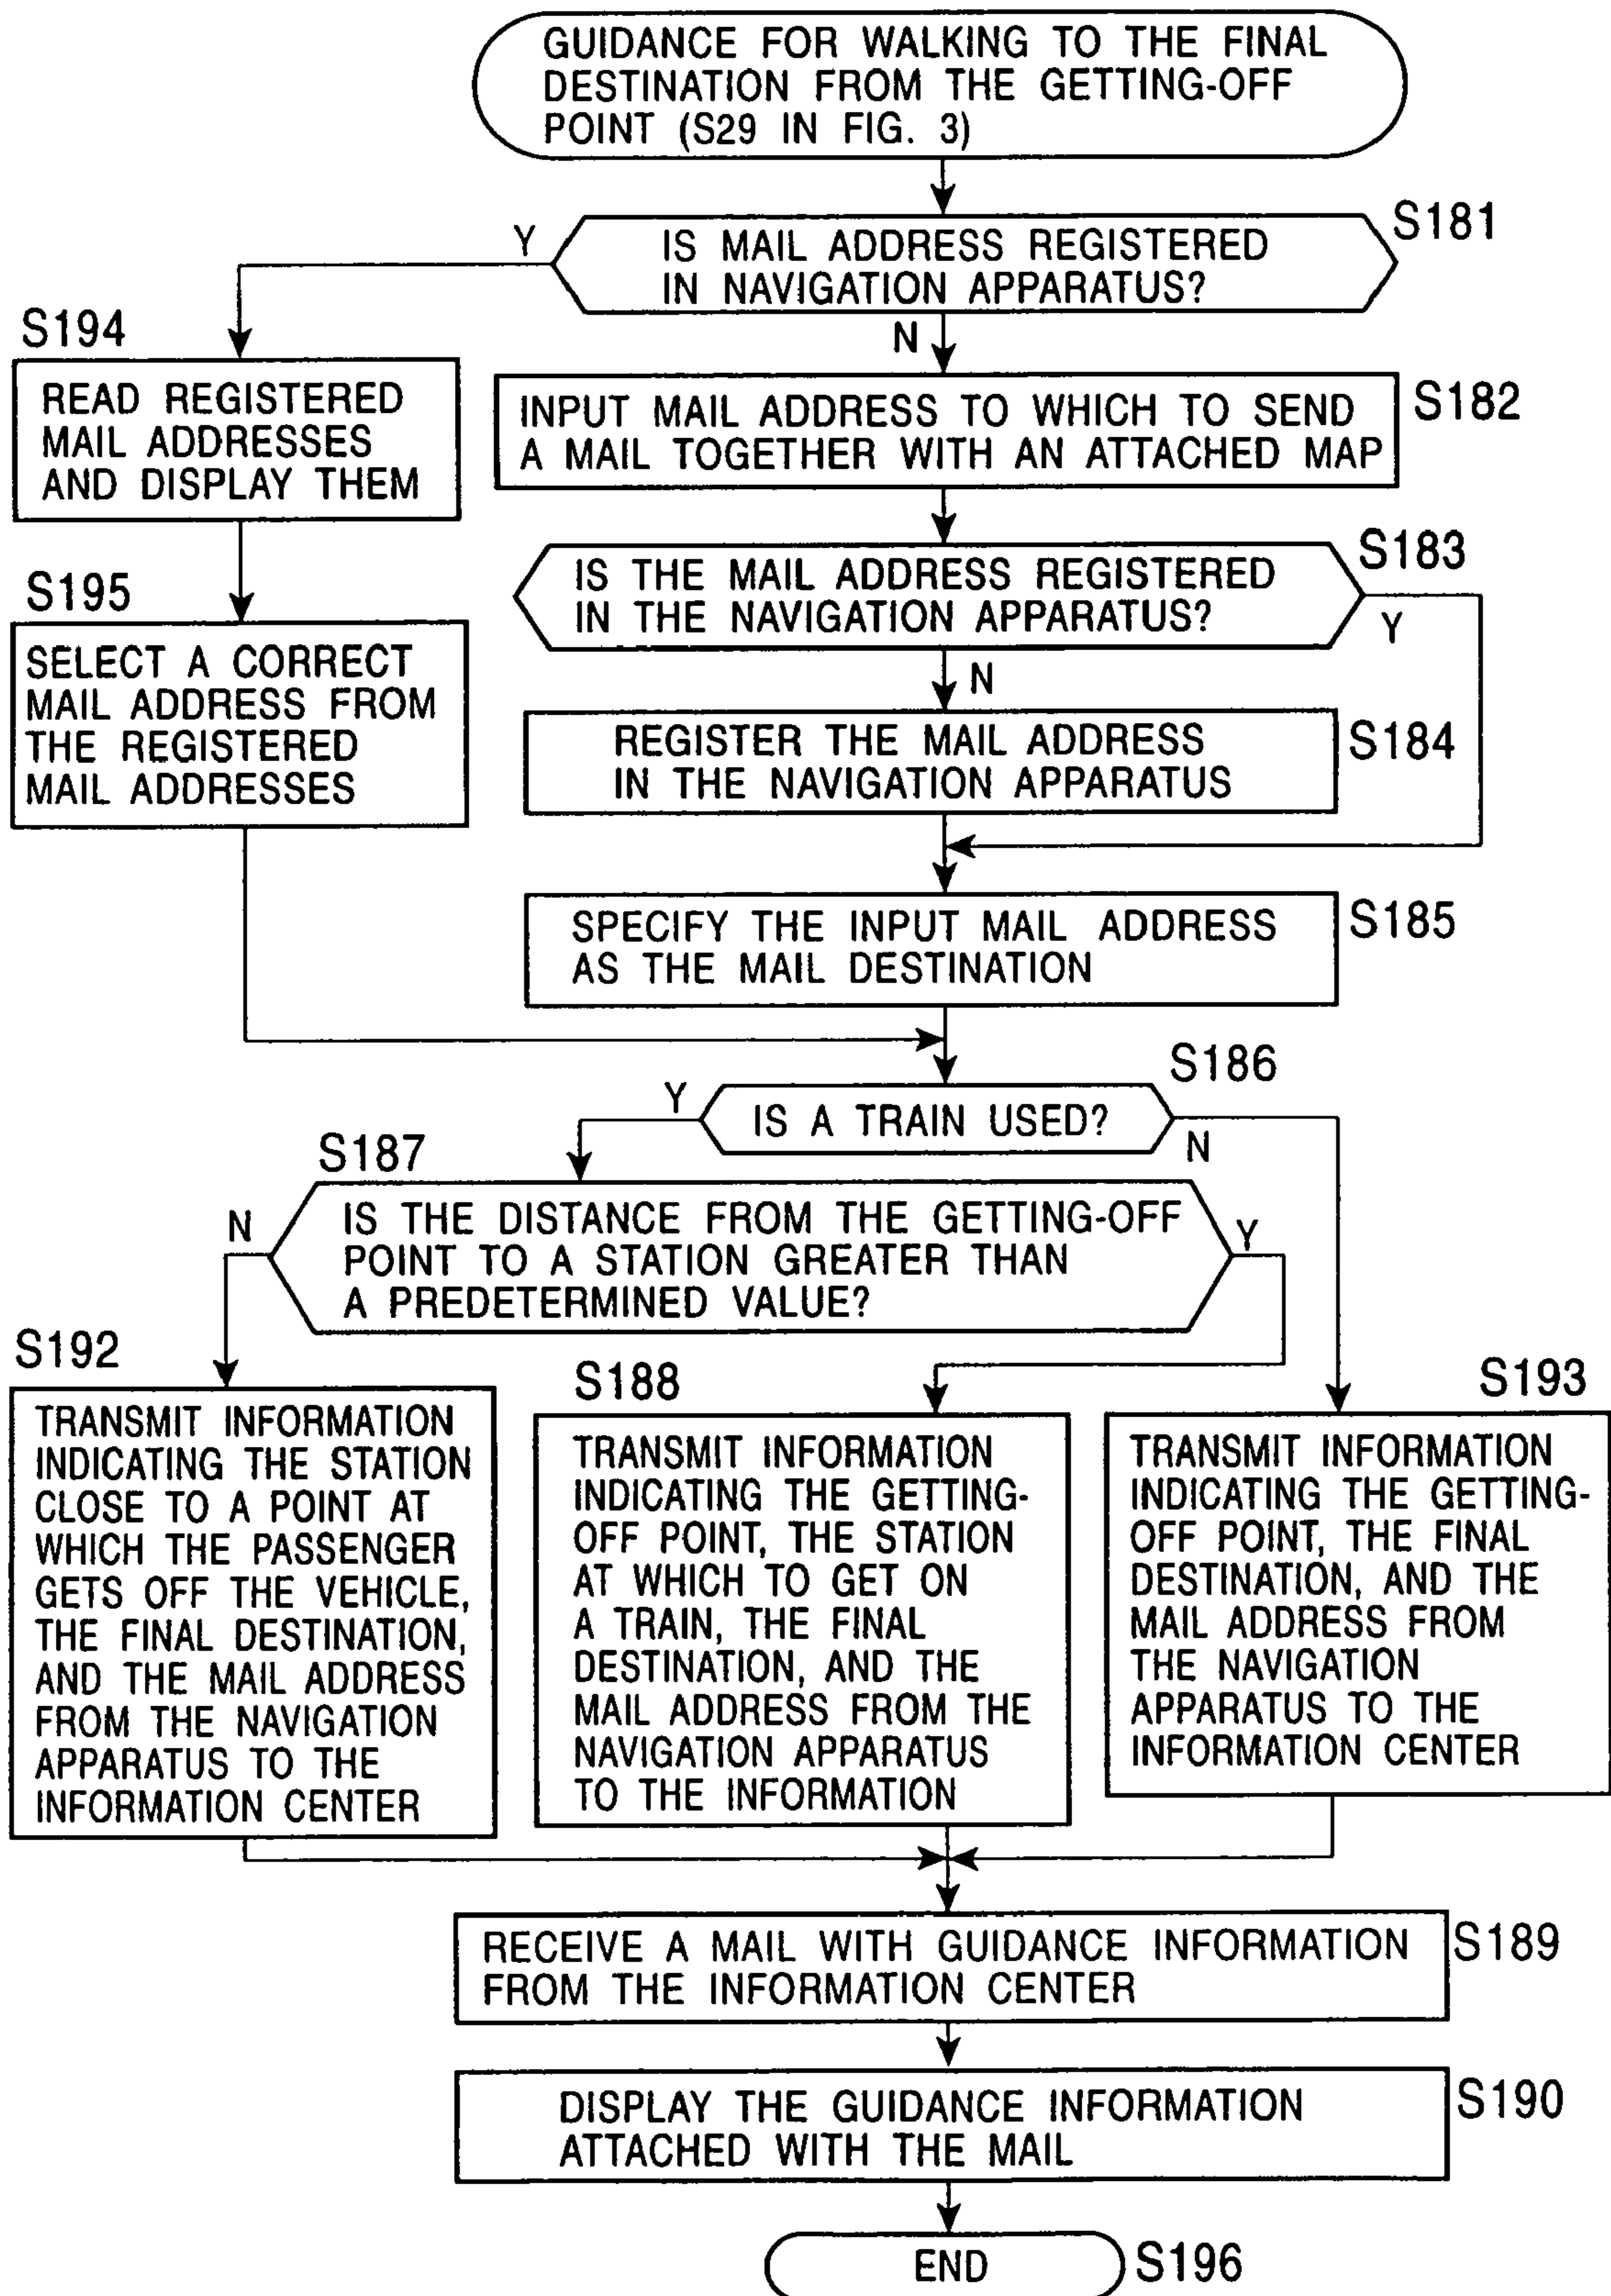 GUIDANCE FOR WALKING TO THE FINAL
DESTINATION FROM THE GETTING-OFF
POINT (S29 IN FIG. 3)
S181
Y
IS MAIL ADDRESS REGISTERED
IN NAVIGATION APPARATUS?
N
S194
READ REGISTERED
MAIL ADDRESSES
AND DISPLAY THEM
S182
INPUT MAIL ADDRESS TO WHICH TO SEND
A MAIL TOGETHER WITH AN ATTACHED MAP
S183
IS THE MAIL ADDRESS REGISTERED
IN THE NAVIGATION APPARATUS?
Y
N
S195
SELECT A CORRECT
MAIL ADDRESS FROM
THE REGISTERED
MAIL ADDRESSES
S184
REGISTER THE MAIL ADDRESS
IN THE NAVIGATION APPARATUS
S185
SPECIFY THE INPUT MAIL ADDRESS
AS THE MAIL DESTINATION
S186
Y
IS A TRAIN USED?
N
S187
N
IS THE DISTANCE FROM THE GETTING-OFF
POINT TO A STATION GREATER THAN
A PREDETERMINED VALUE?
Y
S192
TRANSMIT INFORMATION
INDICATING THE STATION
CLOSE TO A POINT AT
WHICH THE PASSENGER
GETS OFF THE VEHICLE,
THE FINAL DESTINATION,
AND THE MAIL ADDRESS
FROM THE NAVIGATION
APPARATUS TO THE
INFORMATION CENTER
S188
TRANSMIT INFORMATION
INDICATING THE GETTING-
OFF POINT, THE STATION
AT WHICH TO GET ON
A TRAIN, THE FINAL
DESTINATION, AND THE
MAIL ADDRESS FROM THE
NAVIGATION APPARATUS
TO THE INFORMATION
S193
TRANSMIT INFORMATION
INDICATING THE GETTING-
OFF POINT, THE FINAL
DESTINATION, AND THE
MAIL ADDRESS FROM
THE NAVIGATION
APPARATUS TO THE
INFORMATION CENTER
RECEIVE A MAIL WITH GUIDANCE INFORMATION
FROM THE INFORMATION CENTER
S189
DISPLAY THE GUIDANCE INFORMATION
ATTACHED WITH THE MAIL
S190
END
S196